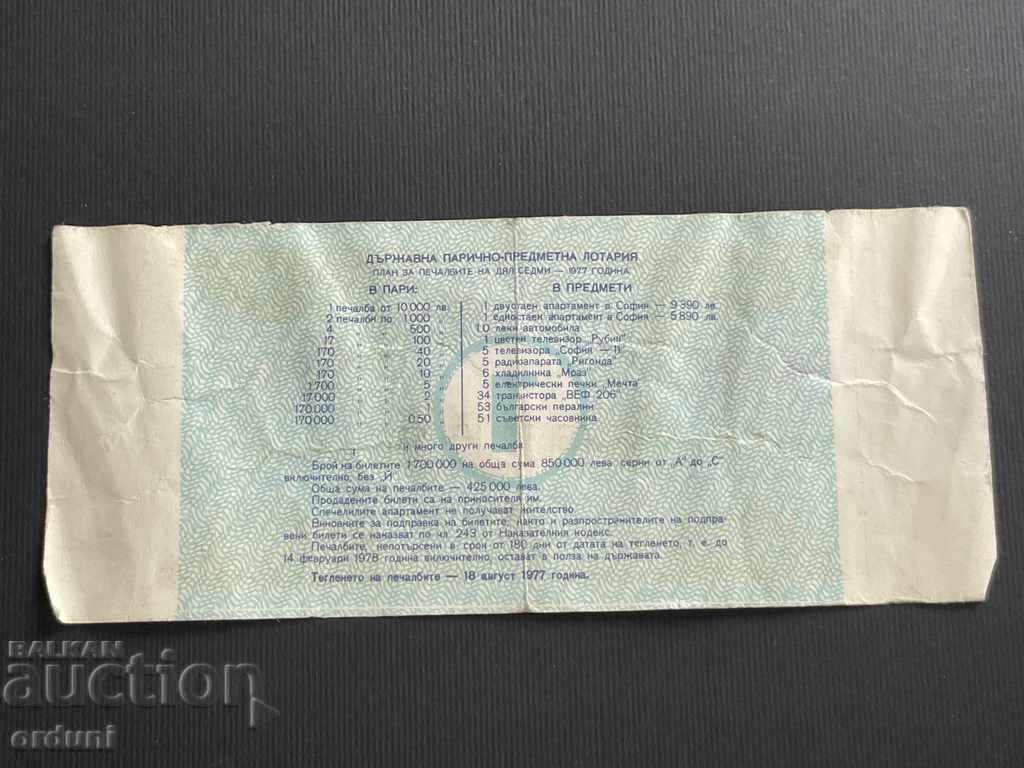 ДЪРЖАВНА ПАРИЧНО-ПРЕДМЕТНА ЛОТАРИЯ
ПЛАН ЗА ПЕЧАЛБИТЕ НА ДЯЛ СЕДМИ — 1977 ГОДИНА
В ПАРИ:
1 печалба от 10 000 лв.
2 печалби по 1 000 „
4 500 „
17 100 „
170 40
170 20
170 10
1 700 5
17 000 2
170 000 1
170 000 0.50
В ПРЕДМЕТИ
1 двустаен апартамент в София — 9 390 лв.
1 едностаен апартамент в София — 5 890 лв.
10 леки автомобила
1 цветен телевизор „Рубин"
5 телевизора „София — II"
5 радиоапарата „Ригонда"
6 хладилника „Мраз"
5 електрически печки „Мечта"
34 транзистора „ВЕФ 206"
53 български перални
51 съветски часовника.
и много други печалби
Брой на билетите 1 700 000 на обща сума 850 000 лева серии от „А" до „С"
включително, без „Й"
Обща сума на печалбите — 425 000 лева.
Продадените билети са на приносителя им.
Спечелилите апартамент не получават жителство.
Виновните за подправка на билетите, както и разпространителите на подправени билети се наказват по чл. 243 от Наказателния кодекс.
Печалбите, непотърсени в срок от 180 дни от датата на тегленето, т. е. до
14 февруари 1978 година включително, остават в полза на държавата.
Тегленето на печалбите — 18 август 1977 година.
BALKAN
auction
orduni